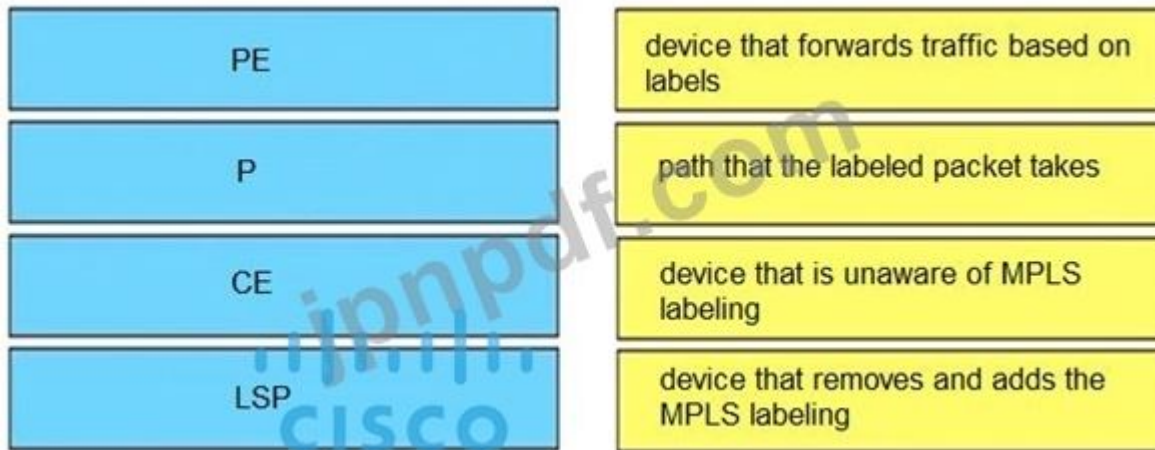 PE
device that forwards traffic based on
labels
P
path that the labeled packet takes
CE
device that is unaware of MPLS
labeling
LSP
device that removes and adds the
MPLS labeling
jpnpdf.com
CISCO